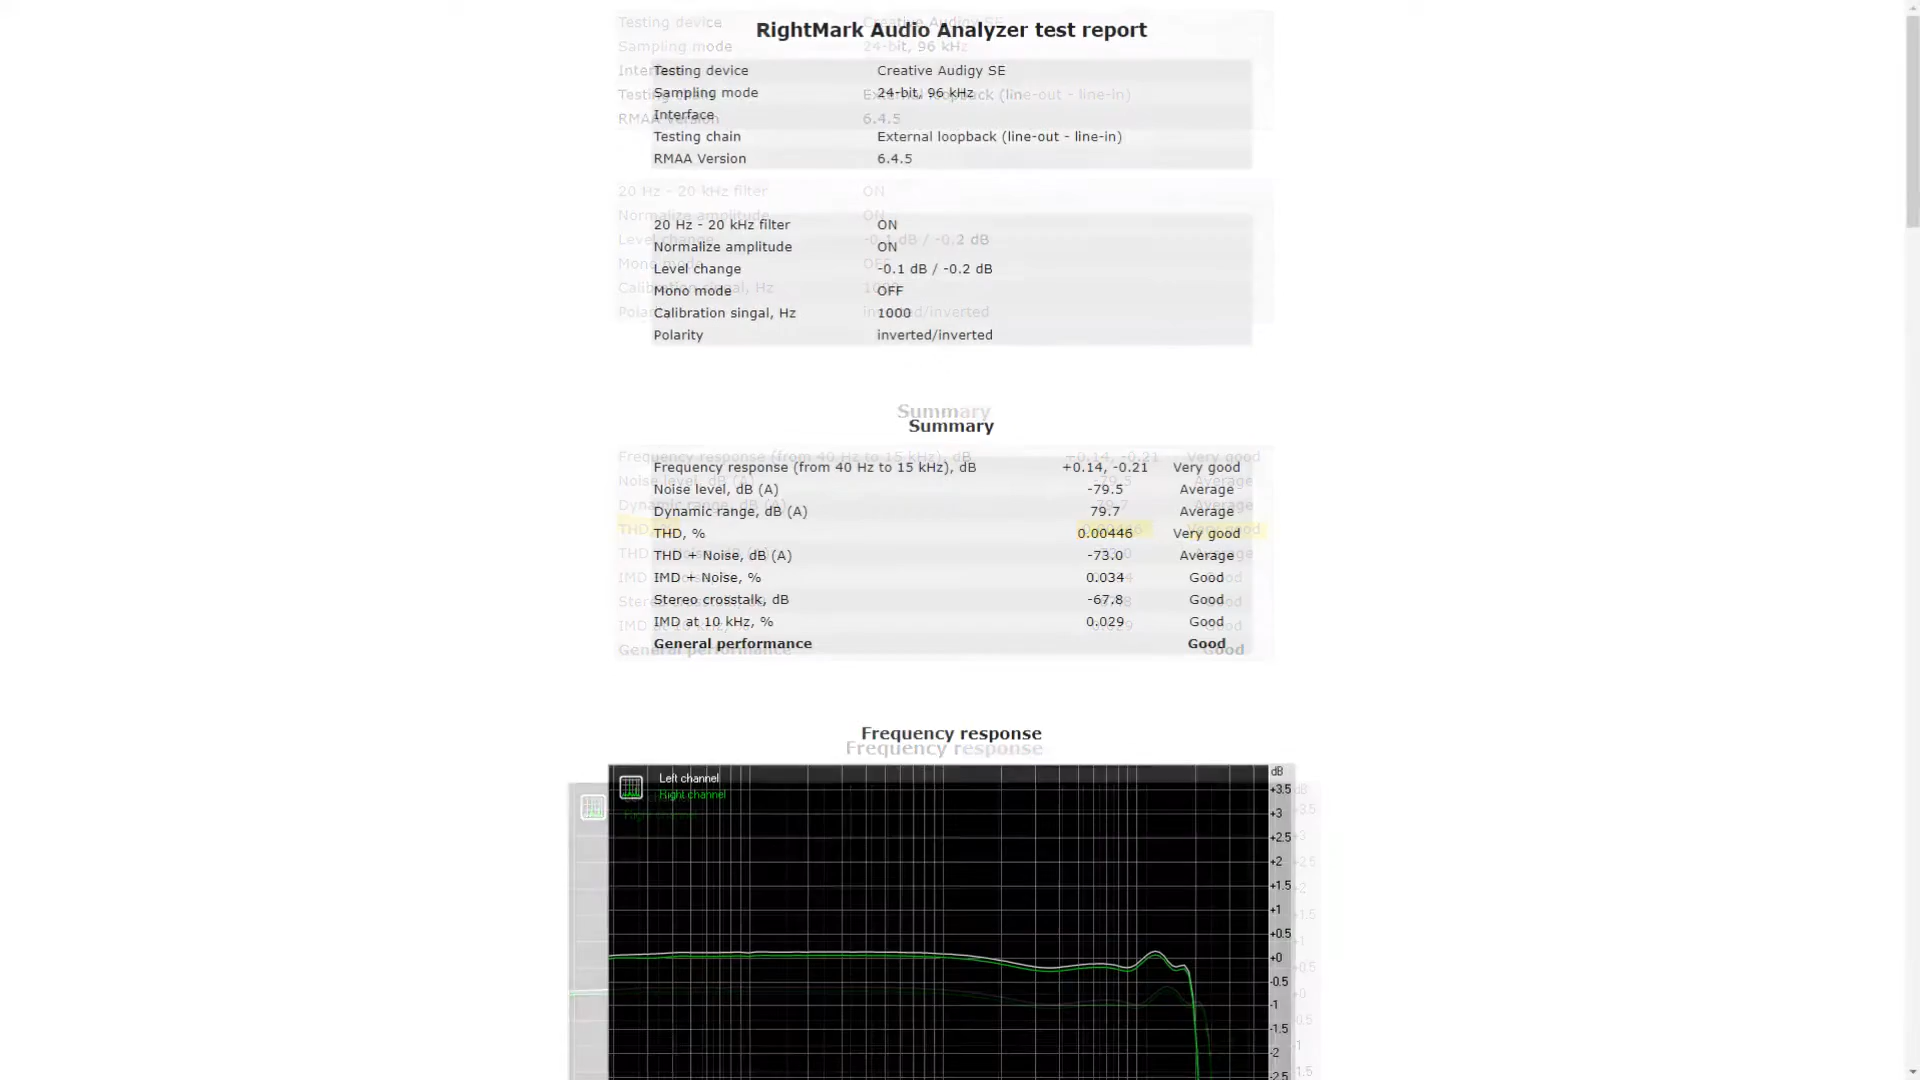 RightMark Audio Analyzer test report
Testing device Creative Audigy SE
Sampling mode 24-bit, 96 kHz
Interface
Testing chain External loopback (line-out - line-in)
RMAA Version 6.4.5
20 Hz - 20 kHz filter ON
Normalize amplitude ON
Level change -0.1 dB / -0.2 dB
Mono mode OFF
Calibration singal, Hz 1000
Polarity inverted/inverted
Summary
Frequency response (from 40 Hz to 15 kHz), dB +0.14, -0.21 Very good
Noise level, dB (A) -79.5 Average
Dynamic range, dB (A) 79.7 Average
THD, % 0.00446 Very good
THD + Noise, dB (A) -73.0 Average
IMD + Noise, % 0.034 Good
Stereo crosstalk, dB -67.8 Good
IMD at 10 kHz, % 0.029 Good
General performance Good
Frequency response
Left channel
Right channel
dB
+3.5
+3
+2.5
+2
+1.5
+1
+0.5
+0
-0.5
-1
-1.5
-2
-2.5